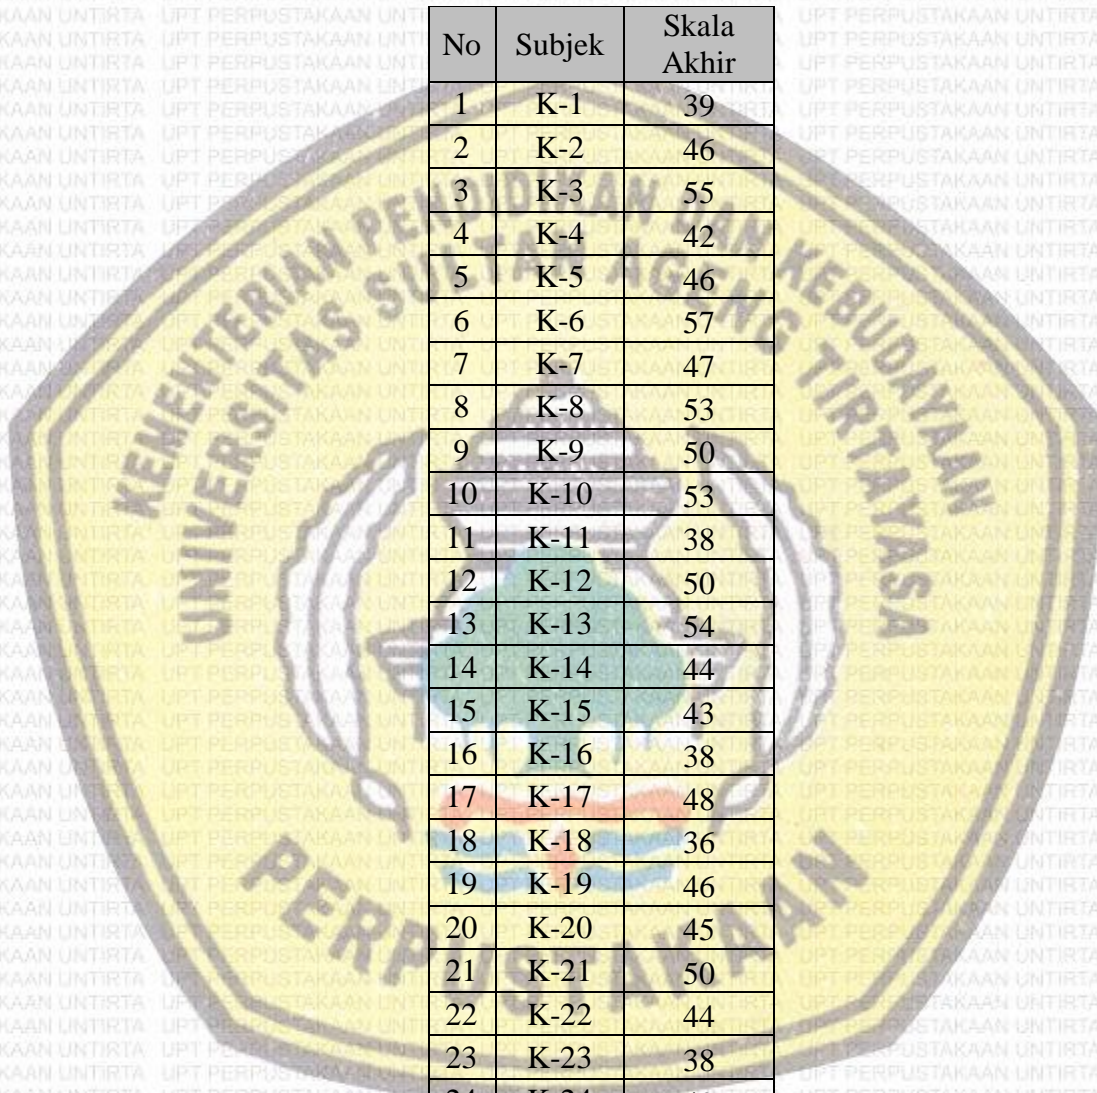 No Subjek Skala Akhir
1 K-1 39
2 K-2 46
3 K-3 55
4 K-4 42
5 K-5 46
6 K-6 57
7 K-7 47
8 K-8 53
9 K-9 50
10 K-10 53
11 K-11 38
12 K-12 50
13 K-13 54
14 K-14 44
15 K-15 43
16 K-16 38
17 K-17 48
18 K-18 36
19 K-19 46
20 K-20 45
21 K-21 50
22 K-22 44
23 K-23 38
KEMENTERIAN PENDIDIKAN DAN KEBUDAYAAN
UNIVERSITAS SULTAN AGENG TIRTAYASA
PERPUSTAKAAN
UPT PERPUSTAKAAN UNTIRTA